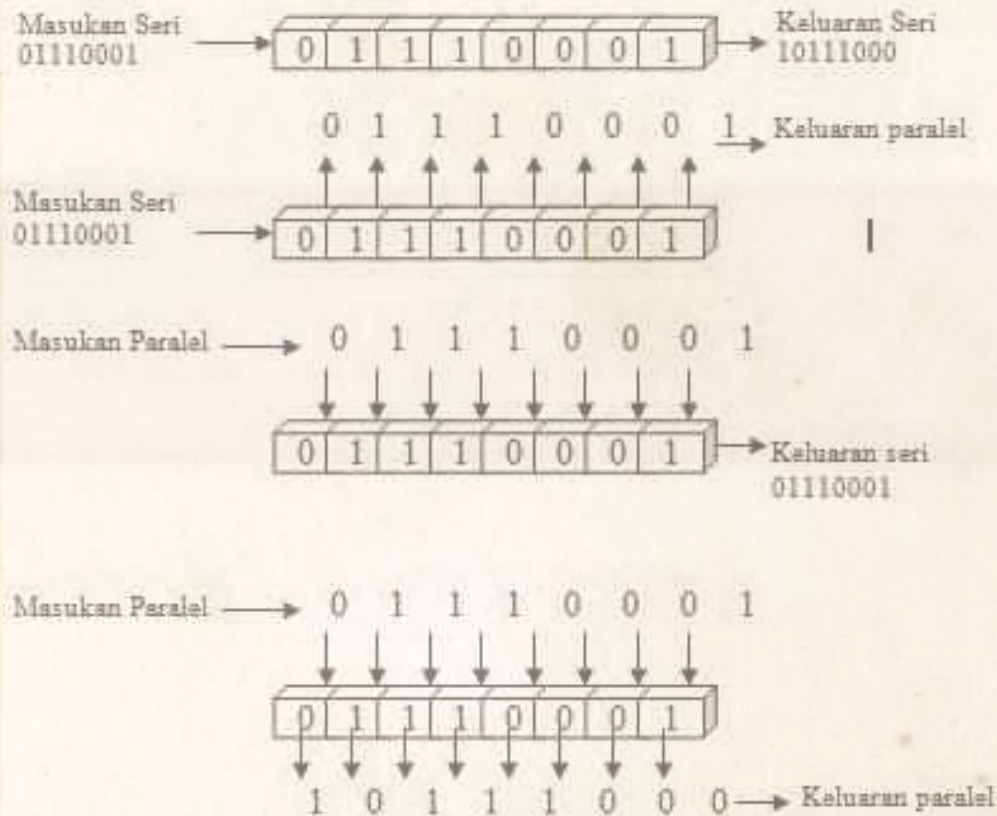 Masukan Seri
01110001
0 1 1 1 0 0 0 1
Keluaran Seri
10111000
0 1 1 1 0 0 0 1
Keluaran paralel
Masukan Seri
01110001
0 1 1 1 0 0 0 1
Masukan Paralel
0 1 1 1 0 0 0 1
0 1 1 1 0 0 0 1
Keluaran seri
01110001
Masukan Paralel
0 1 1 1 0 0 0 1
0 1 1 1 0 0 0 1
1 0 1 1 1 0 0 0
Keluaran paralel